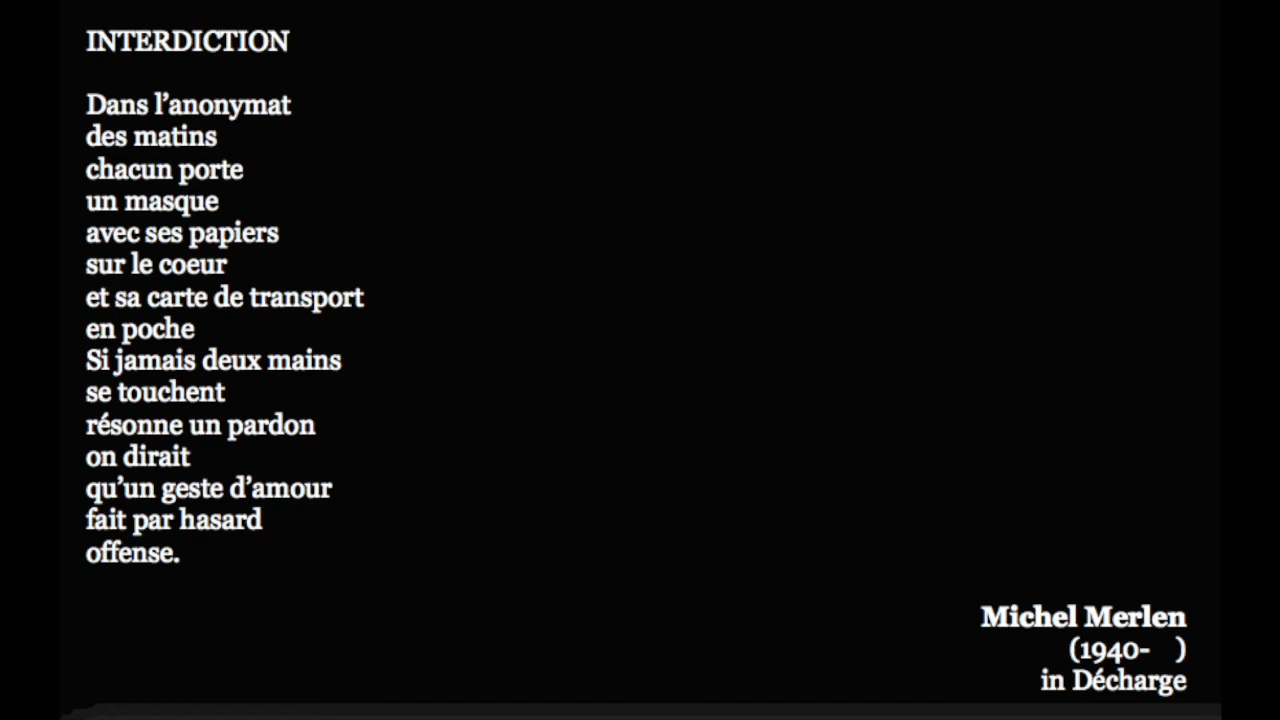 INTERDICTION
Dans l’anonymat
des matins
chacun porte
un masque
avec ses papiers
sur le coeur
et sa carte de transport
en poche
Si jamais deux mains
se touchent
résonne un pardon
on dirait
qu’un geste d’amour
fait par hasard
offense.
Michel Merlen
(1940-    )
in Décharge